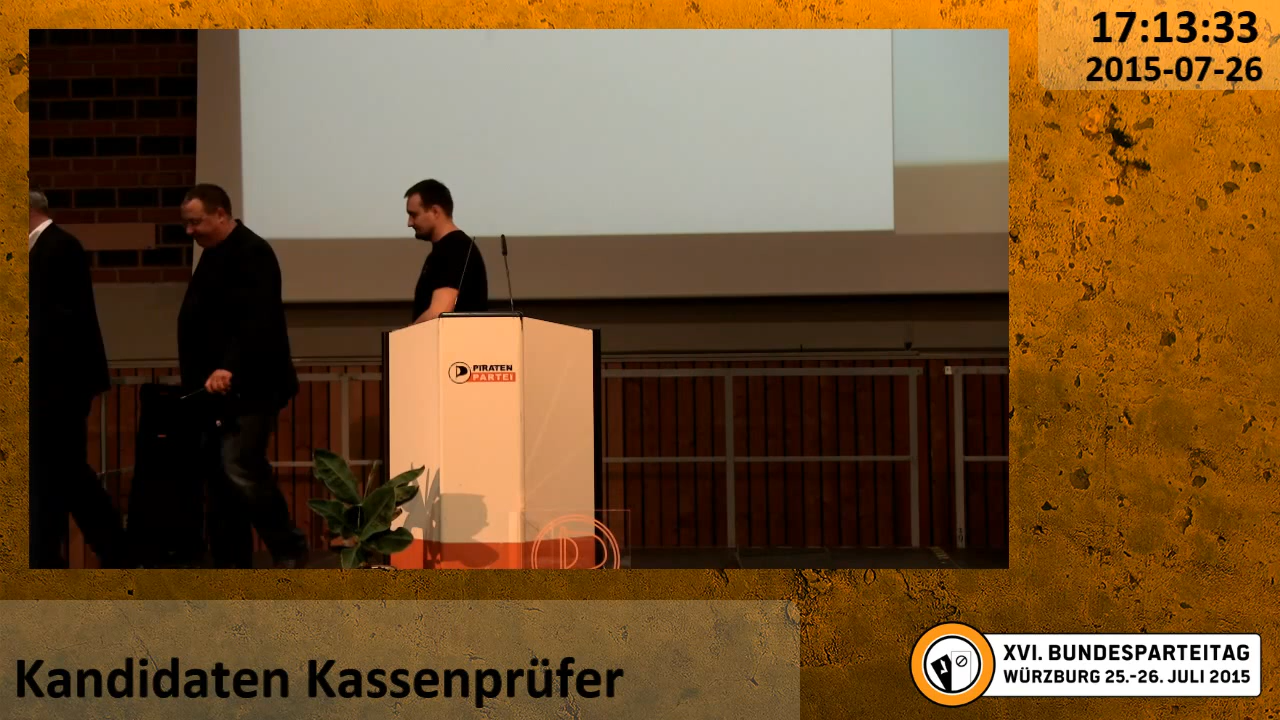 17:13:33
2015-07-26
PIRATEN
PARTEI
Kandidaten Kassenprüfer
XVI. BUNDESPARTEITAG
WÜRZBURG 25.-26. JULI 2015